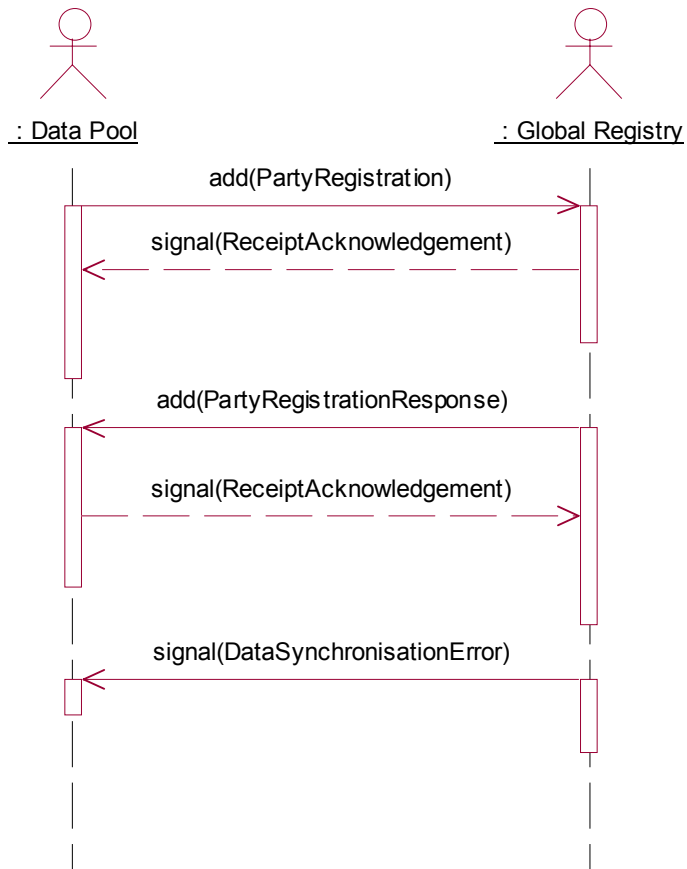 : Data Pool
: Global Registry
add(PartyRegistration)
signal(ReceiptAcknowledgement)
add(PartyRegistrationResponse)
signal(ReceiptAcknowledgement)
signal(DataSynchronisationError)